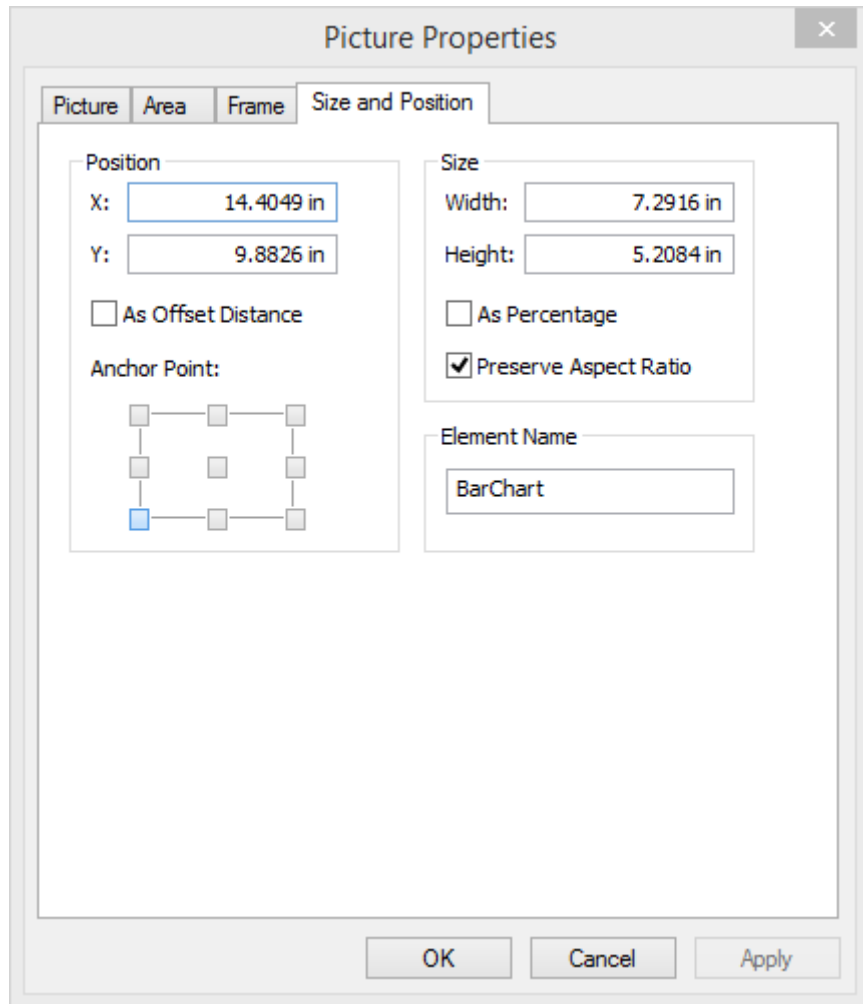 Picture Properties
Picture Area Frame Size and Position
Position
X: 14.4049 in
Y: 9.8826 in
As Offset Distance
Anchor Point:
Size
Width: 7.2916 in
Height: 5.2084 in
As Percentage
Preserve Aspect Ratio
Element Name
BarChart
OK Cancel Apply